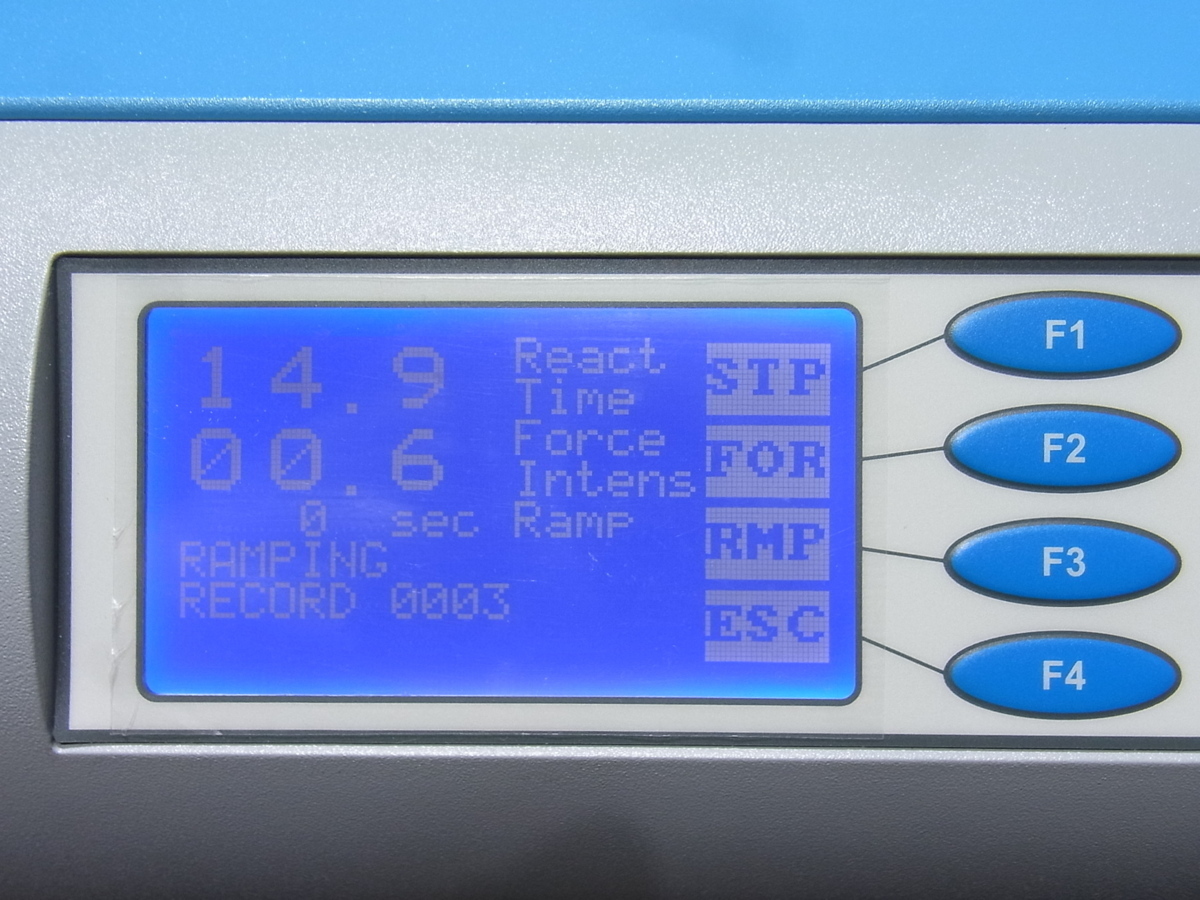 14.9 React
Time
00.6 Force
Intens
0 sec Ramp
RAMPING
RECORD 0003
STP
FOR
RMP
ESC
F1
F2
F3
F4